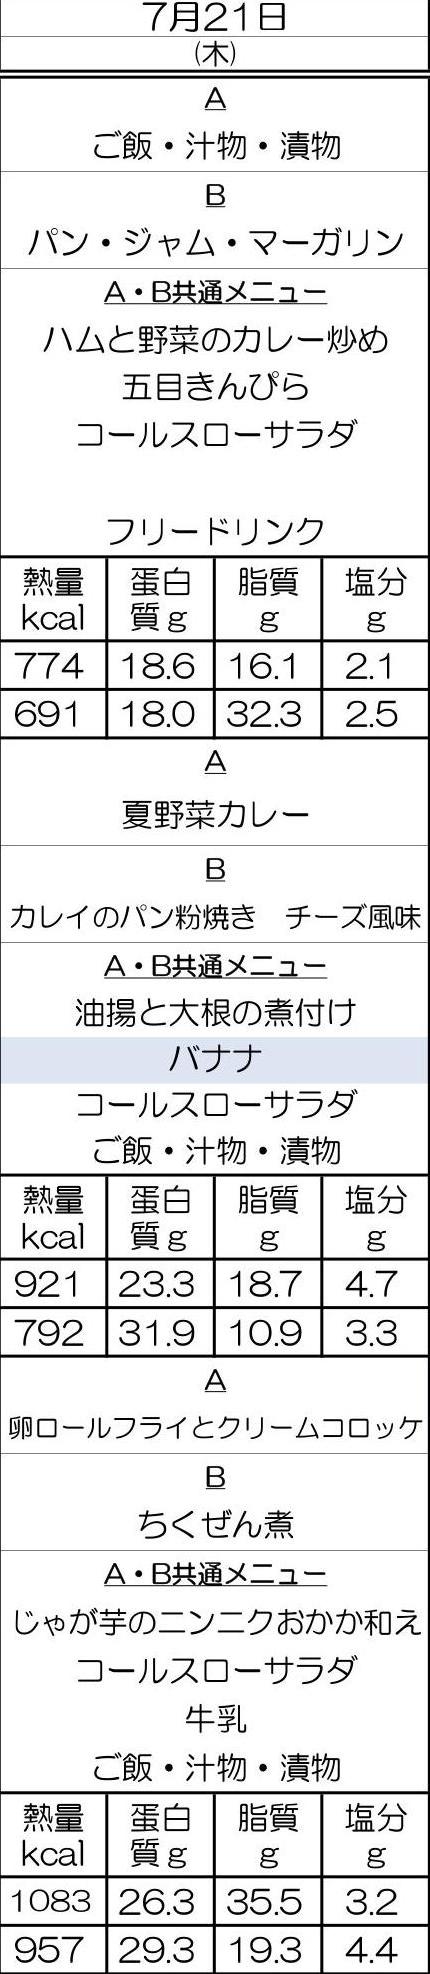 7月21日
(木)
A
ご飯・汁物・漬物
B
パン・ジャム・マーガリン
A・B共通メニュー
ハムと野菜のカレー炒め
五目きんぴら
コールスローサラダ
フリードリンク
熱量 蛋白 脂質 塩分
kcal 質g g g
774 18.6 16.1 2.1
691 18.0 32.3 2.5
A
夏野菜カレー
B
カレイのパン粉焼き　チーズ風味
A・B共通メニュー
油揚と大根の煮付け
バナナ
コールスローサラダ
ご飯・汁物・漬物
熱量 蛋白 脂質 塩分
kcal 質g g g
921 23.3 18.7 4.7
792 31.9 10.9 3.3
A
卵ロールフライとクリームコロッケ
B
ちくぜん煮
A・B共通メニュー
じゃが芋のニンニクおかか和え
コールスローサラダ
牛乳
ご飯・汁物・漬物
熱量 蛋白 脂質 塩分
kcal 質g g g
1083 26.3 35.5 3.2
957 29.3 19.3 4.4